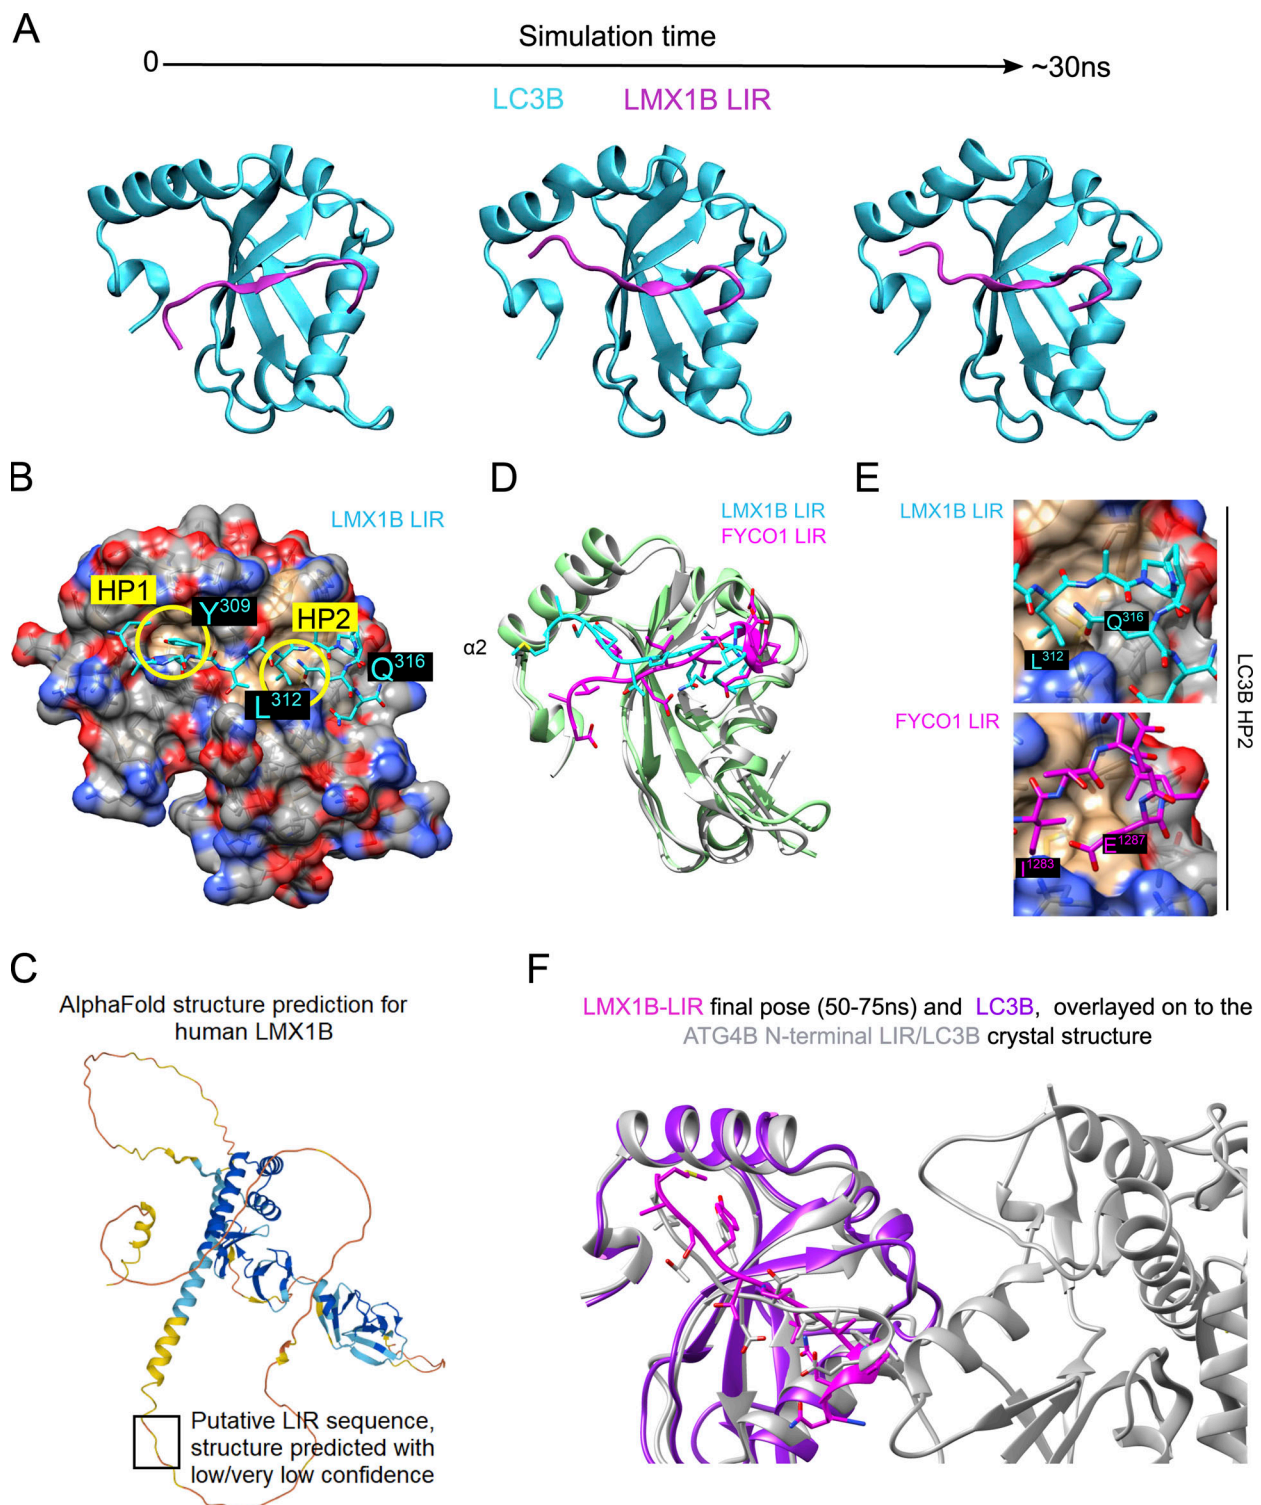 A
Simulation time
0
~30ns
LC3B
LMX1B LIR
B
LMX1B LIR
HP1
Y309
HP2
Q316
L312
D
LMX1B LIR
FYCO1 LIR
α2
E
LMX1B LIR
Q316
L312
FYCO1 LIR
E1287
I1283
LC3B HP2
C
AlphaFold structure prediction for
human LMX1B
Putative LIR sequence,
structure predicted with
low/very low confidence
F
LMX1B-LIR final pose (50-75ns) and LC3B, overlayed on to the
ATG4B N-terminal LIR/LC3B crystal structure